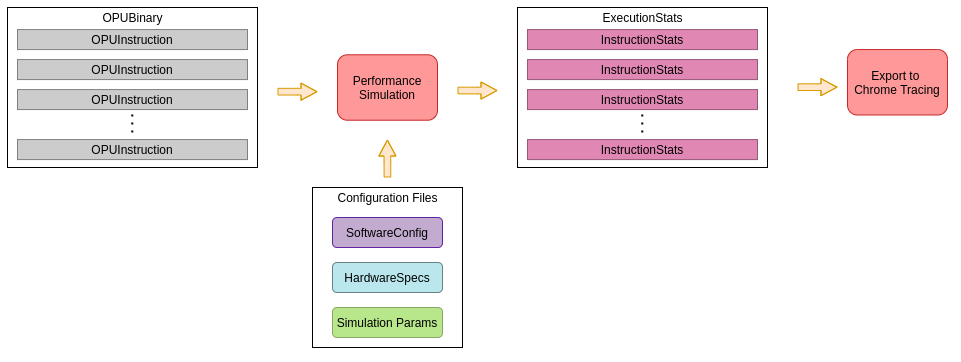 OPUBinary
OPUInstruction
OPUInstruction
OPUInstruction
OPUInstruction
Performance
Simulation
Configuration Files
SoftwareConfig
HardwareSpecs
Simulation Params
ExecutionStats
InstructionStats
InstructionStats
InstructionStats
InstructionStats
Export to
Chrome Tracing